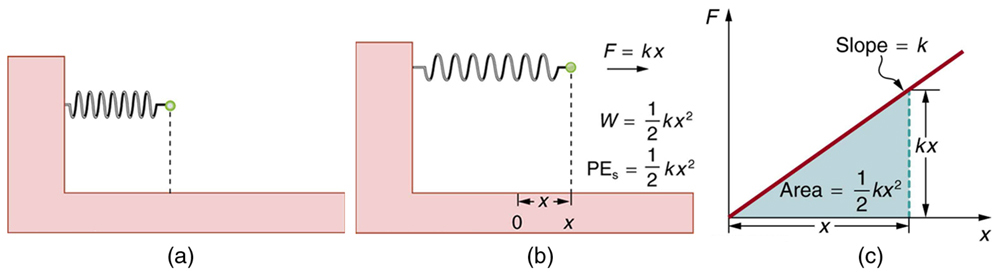 (a)
F = kx
W = 1/2 kx²
PEₛ = 1/2 kx²
x
0 x
(b)
F
Slope = k
kx
Area = 1/2 kx²
x
x
(c)